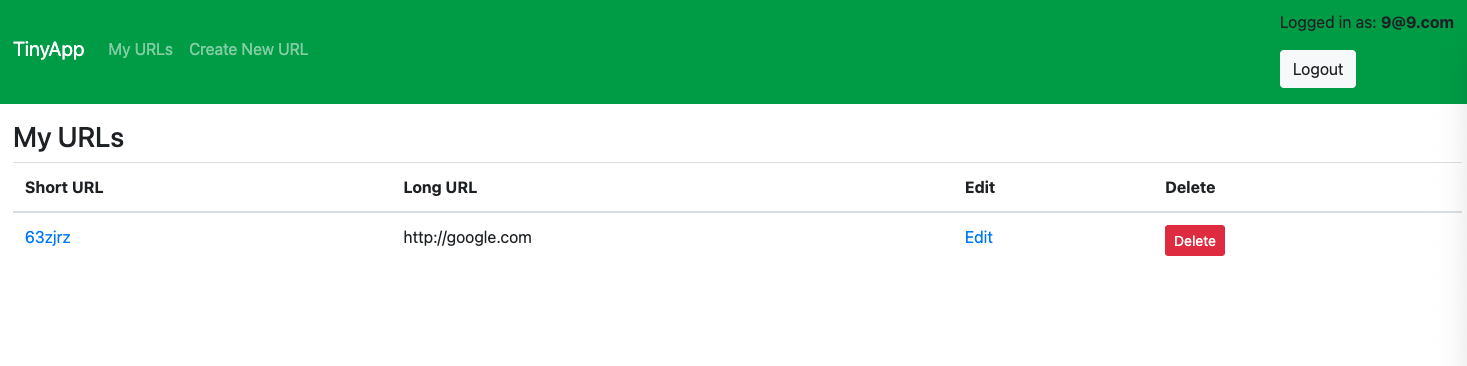 Logged in as: 9@9.com
TinyApp My URLs Create New URL
Logout
My URLs
Short URL Long URL Edit Delete
63zjrz http://google.com Edit Delete